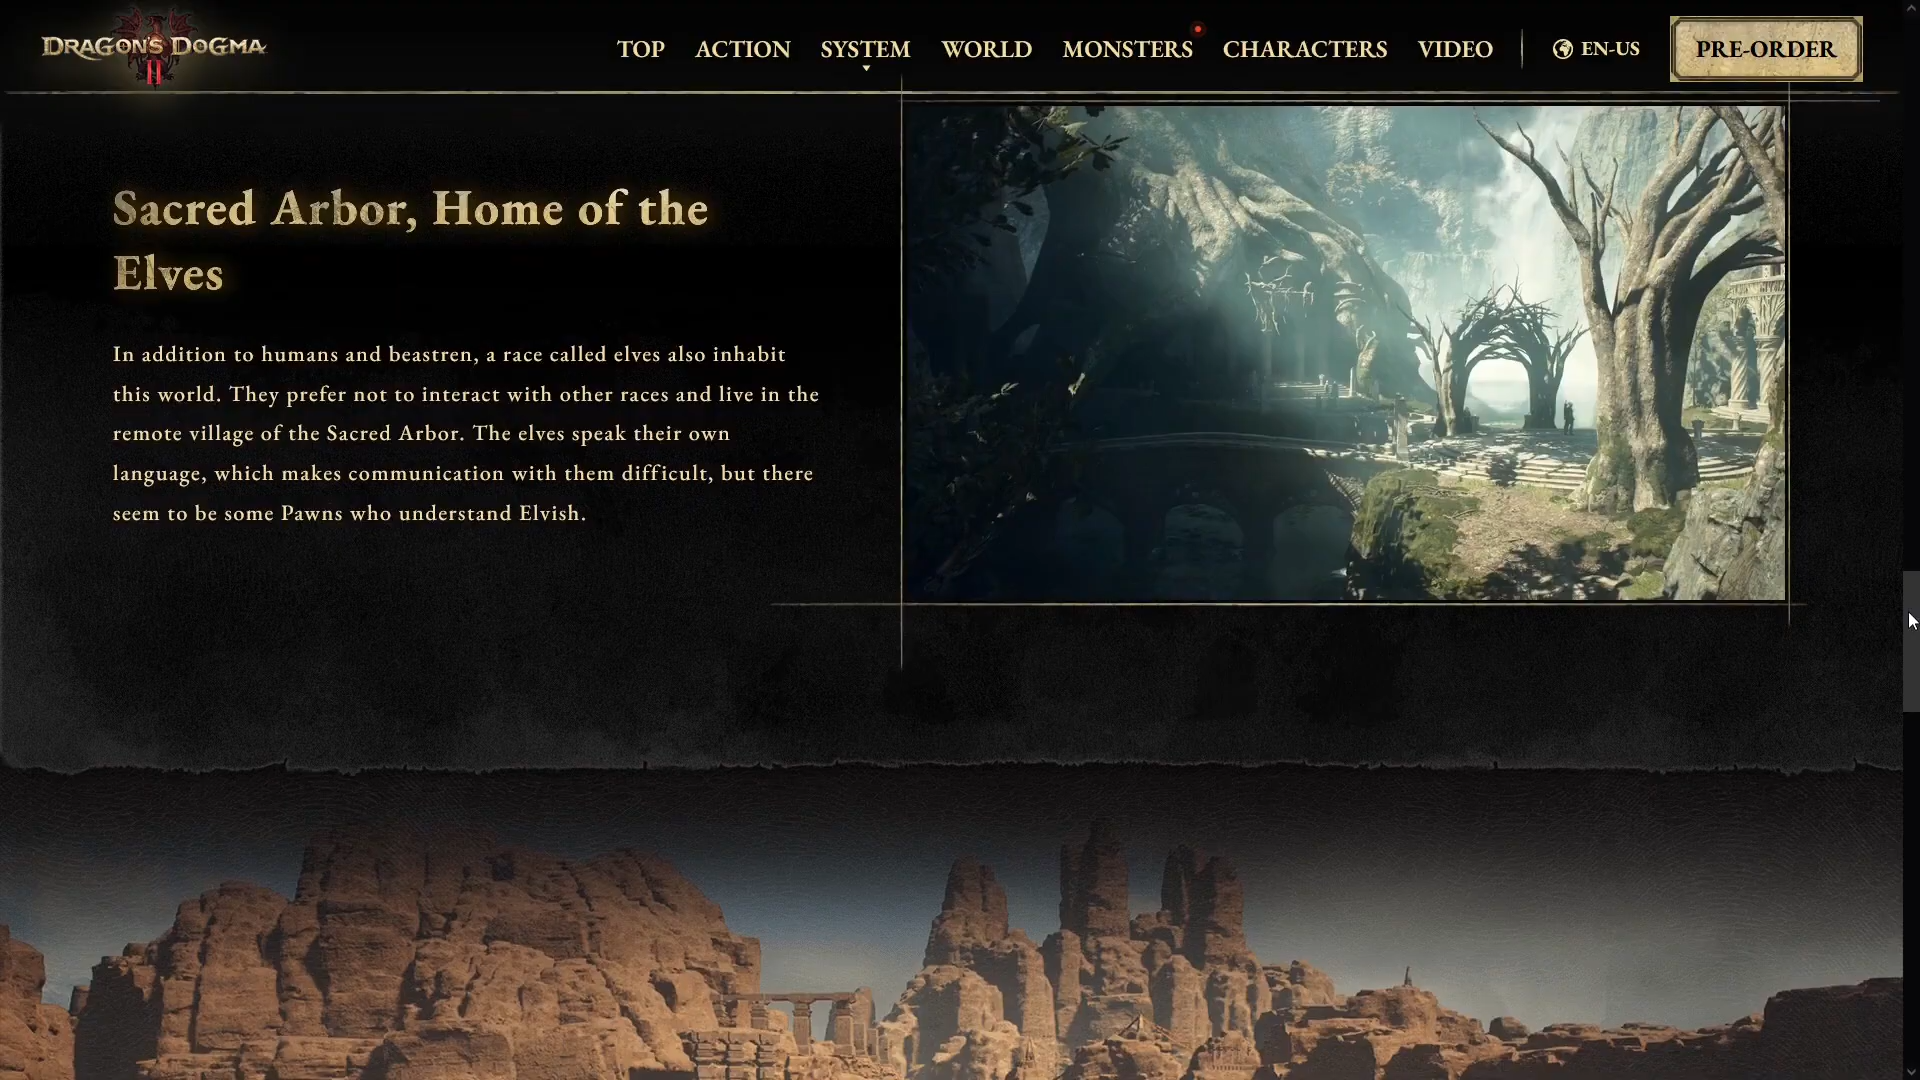 DRAGON'S DOGMA
II
TOP ACTION SYSTEM WORLD MONSTERS CHARACTERS VIDEO EN-US PRE-ORDER
Sacred Arbor, Home of the
Elves
In addition to humans and beastren, a race called elves also inhabit
this world. They prefer not to interact with other races and live in the
remote village of the Sacred Arbor. The elves speak their own
language, which makes communication with them difficult, but there
seem to be some Pawns who understand Elvish.